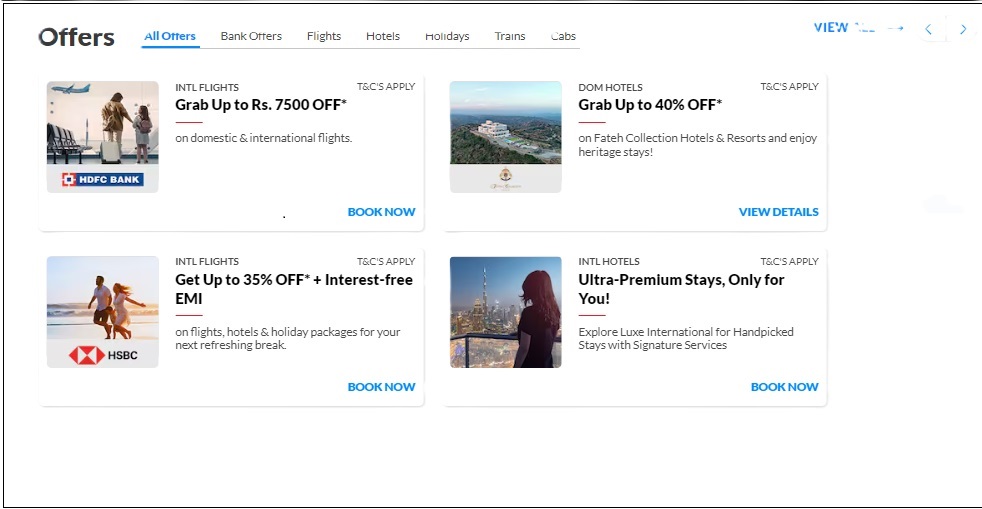 Offers
All Offers
Bank Offers
Flights
Hotels
Holidays
Trains
Cabs
VIEW
INTL FLIGHTS
T&C'S APPLY
Grab Up to Rs. 7500 OFF*
on domestic & international flights.
HDFC BANK
BOOK NOW
DOM HOTELS
T&C'S APPLY
Grab Up to 40% OFF*
on Fateh Collection Hotels & Resorts and enjoy
heritage stays!
VIEW DETAILS
INTL FLIGHTS
T&C'S APPLY
Get Up to 35% OFF* + Interest-free
EMI
on flights, hotels & holiday packages for your
next refreshing break.
HSBC
BOOK NOW
INTL HOTELS
T&C'S APPLY
Ultra-Premium Stays, Only for
You!
Explore Luxe International for Handpicked
Stays with Signature Services
BOOK NOW